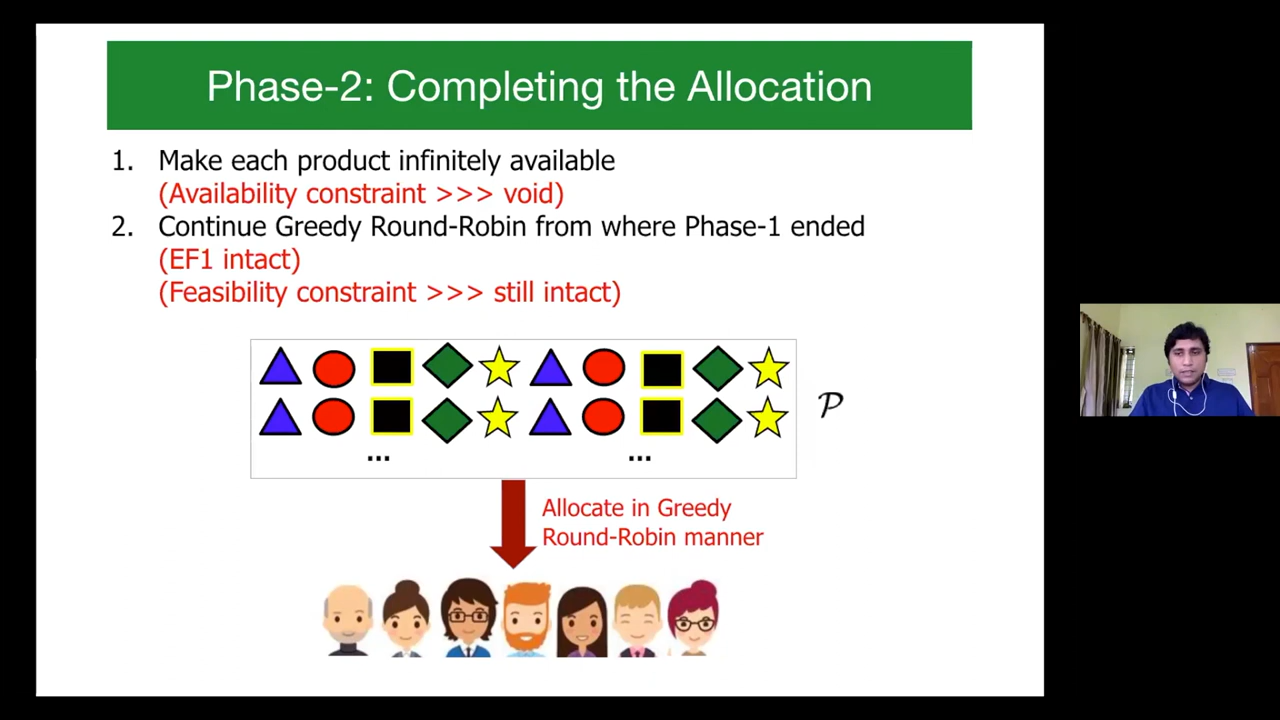 Phase-2: Completing the Allocation
1. Make each product infinitely available
(Availability constraint >>> void)
2. Continue Greedy Round-Robin from where Phase-1 ended
(EF1 intact)
(Feasibility constraint >>> still intact)
... ...
𝒫
Allocate in Greedy
Round-Robin manner